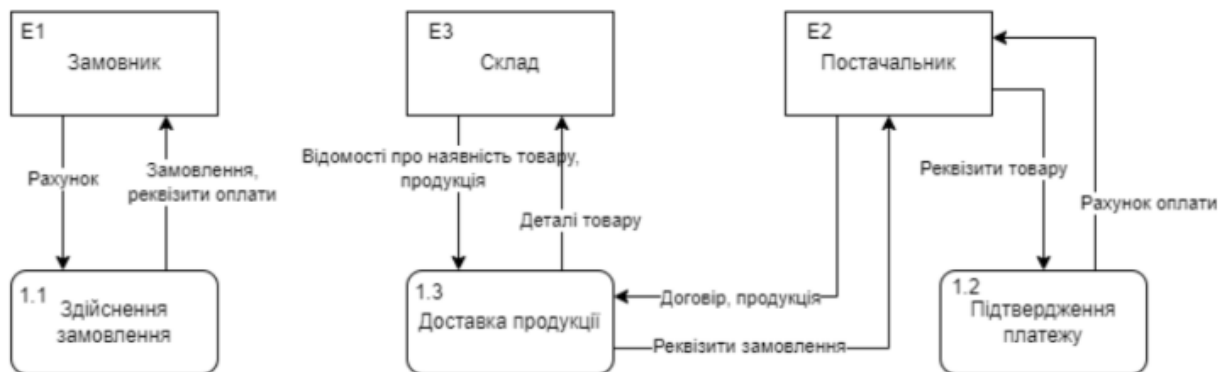 E1
Замовник
E3
Склад
E2
Постачальник
Рахунок
Замовлення,
реквізити оплати
Відомості про наявність товару,
продукція
Деталі товару
Реквізити товару
Рахунок оплати
1.1
Здійснення
замовлення
1.3
Доставка продукції
Договір, продукція
Реквізити замовлення
1.2
Підтвердження
платежу